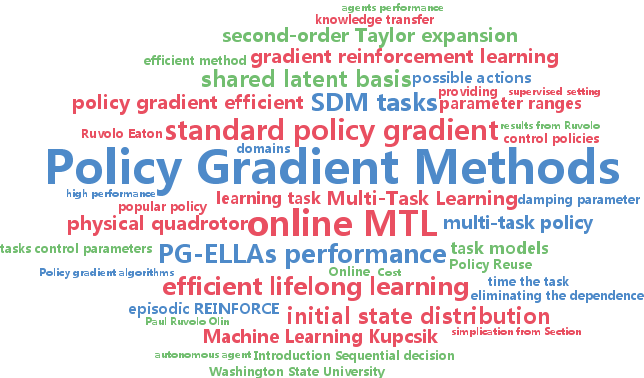 agents performance
knowledge transfer
second-order Taylor expansion
efficient method
gradient reinforcement learning
shared latent basis
possible actions
providing
supervised setting
policy gradient efficient
SDM tasks
parameter ranges
Ruvolo Eaton
standard policy gradient
results from Ruvolo
control policies
domains
Policy Gradient Methods
high performance
popular policy
learning task
Multi-Task Learning
damping parameter
physical quadrotor
online MTL
multi-task policy
tasks control parameters
PG-ELLAs performance
task models
Policy Reuse
Policy gradient algorithms
Online
Cost
efficient lifelong learning
time the task
eliminating the dependence
episodic REINFORCE
Paul Ruvolo Olin
initial state distribution
Machine Learning Kupcsik
simplication from Section
autonomous agent
Introduction Sequential decision
Washington State University